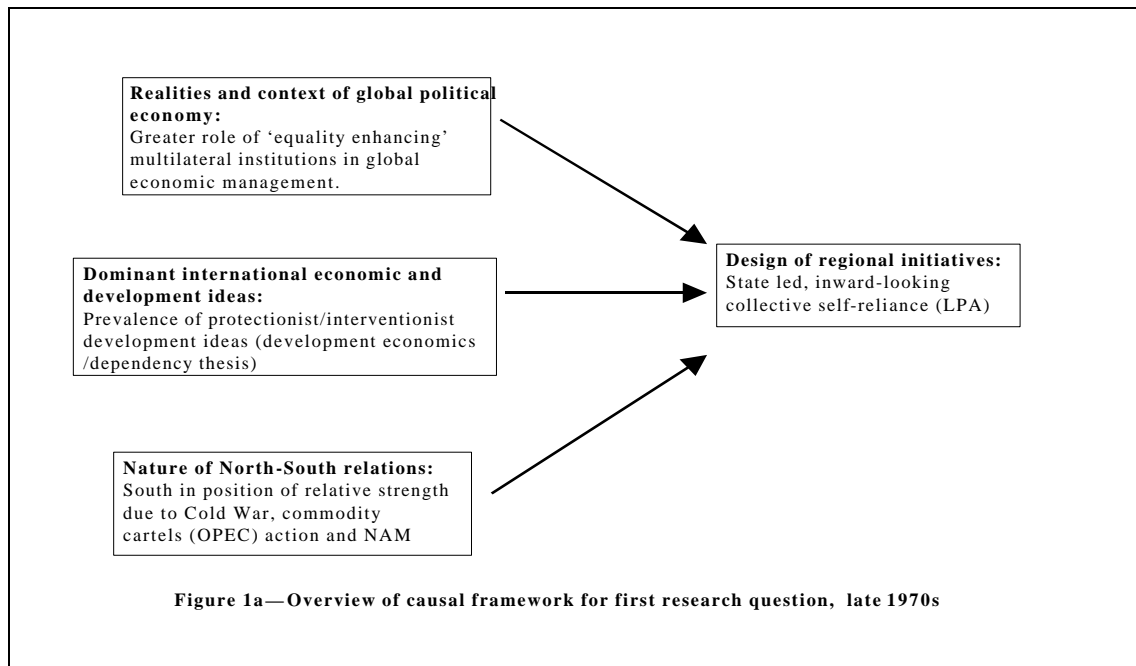 Realities and context of global political
economy:
Greater role of ‘equality enhancing’
multilateral institutions in global
economic management.
Dominant international economic and
development ideas:
Prevalence of protectionist/interventionist
development ideas (development economics
/dependency thesis)
Design of regional initiatives:
State led, inward-looking
collective self-reliance (LPA)
Nature of North-South relations:
South in position of relative strength
due to Cold War, commodity
cartels (OPEC) action and NAM
Figure 1a—Overview of causal framework for first research question, late 1970s